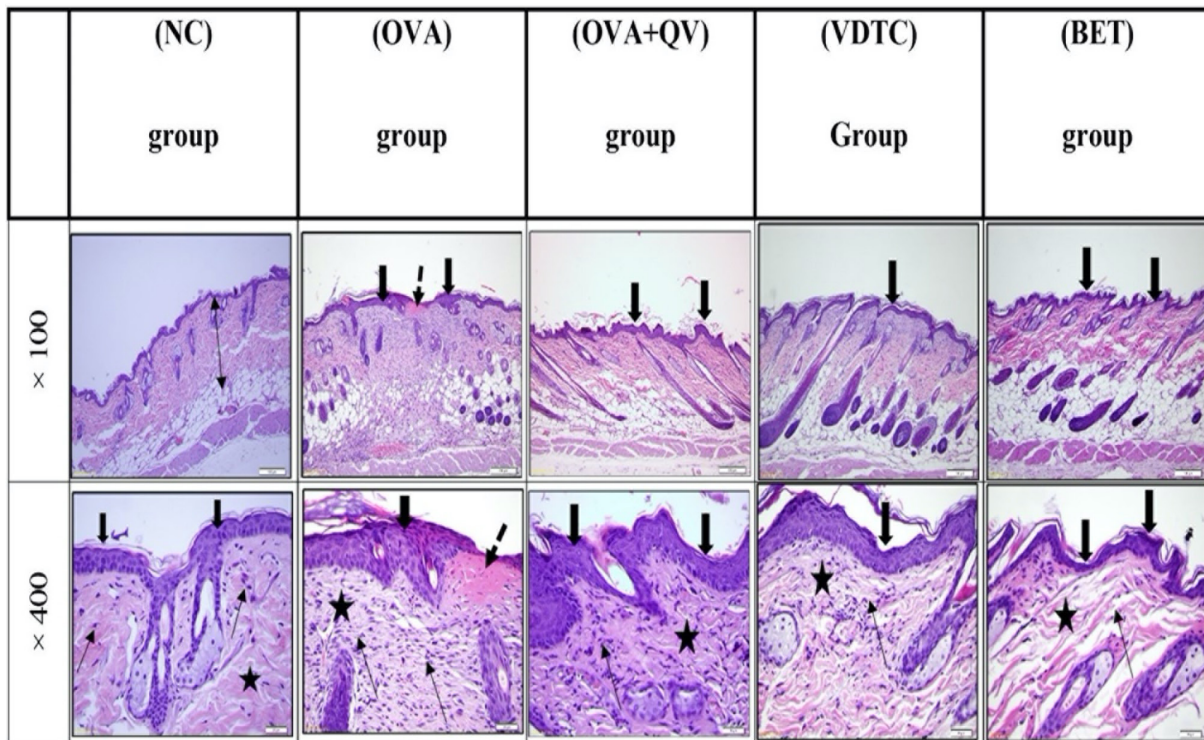 (NC)
group
(OVA)
group
(OVA+QV)
group
(VDTC)
Group
(BET)
group
× 100
× 400